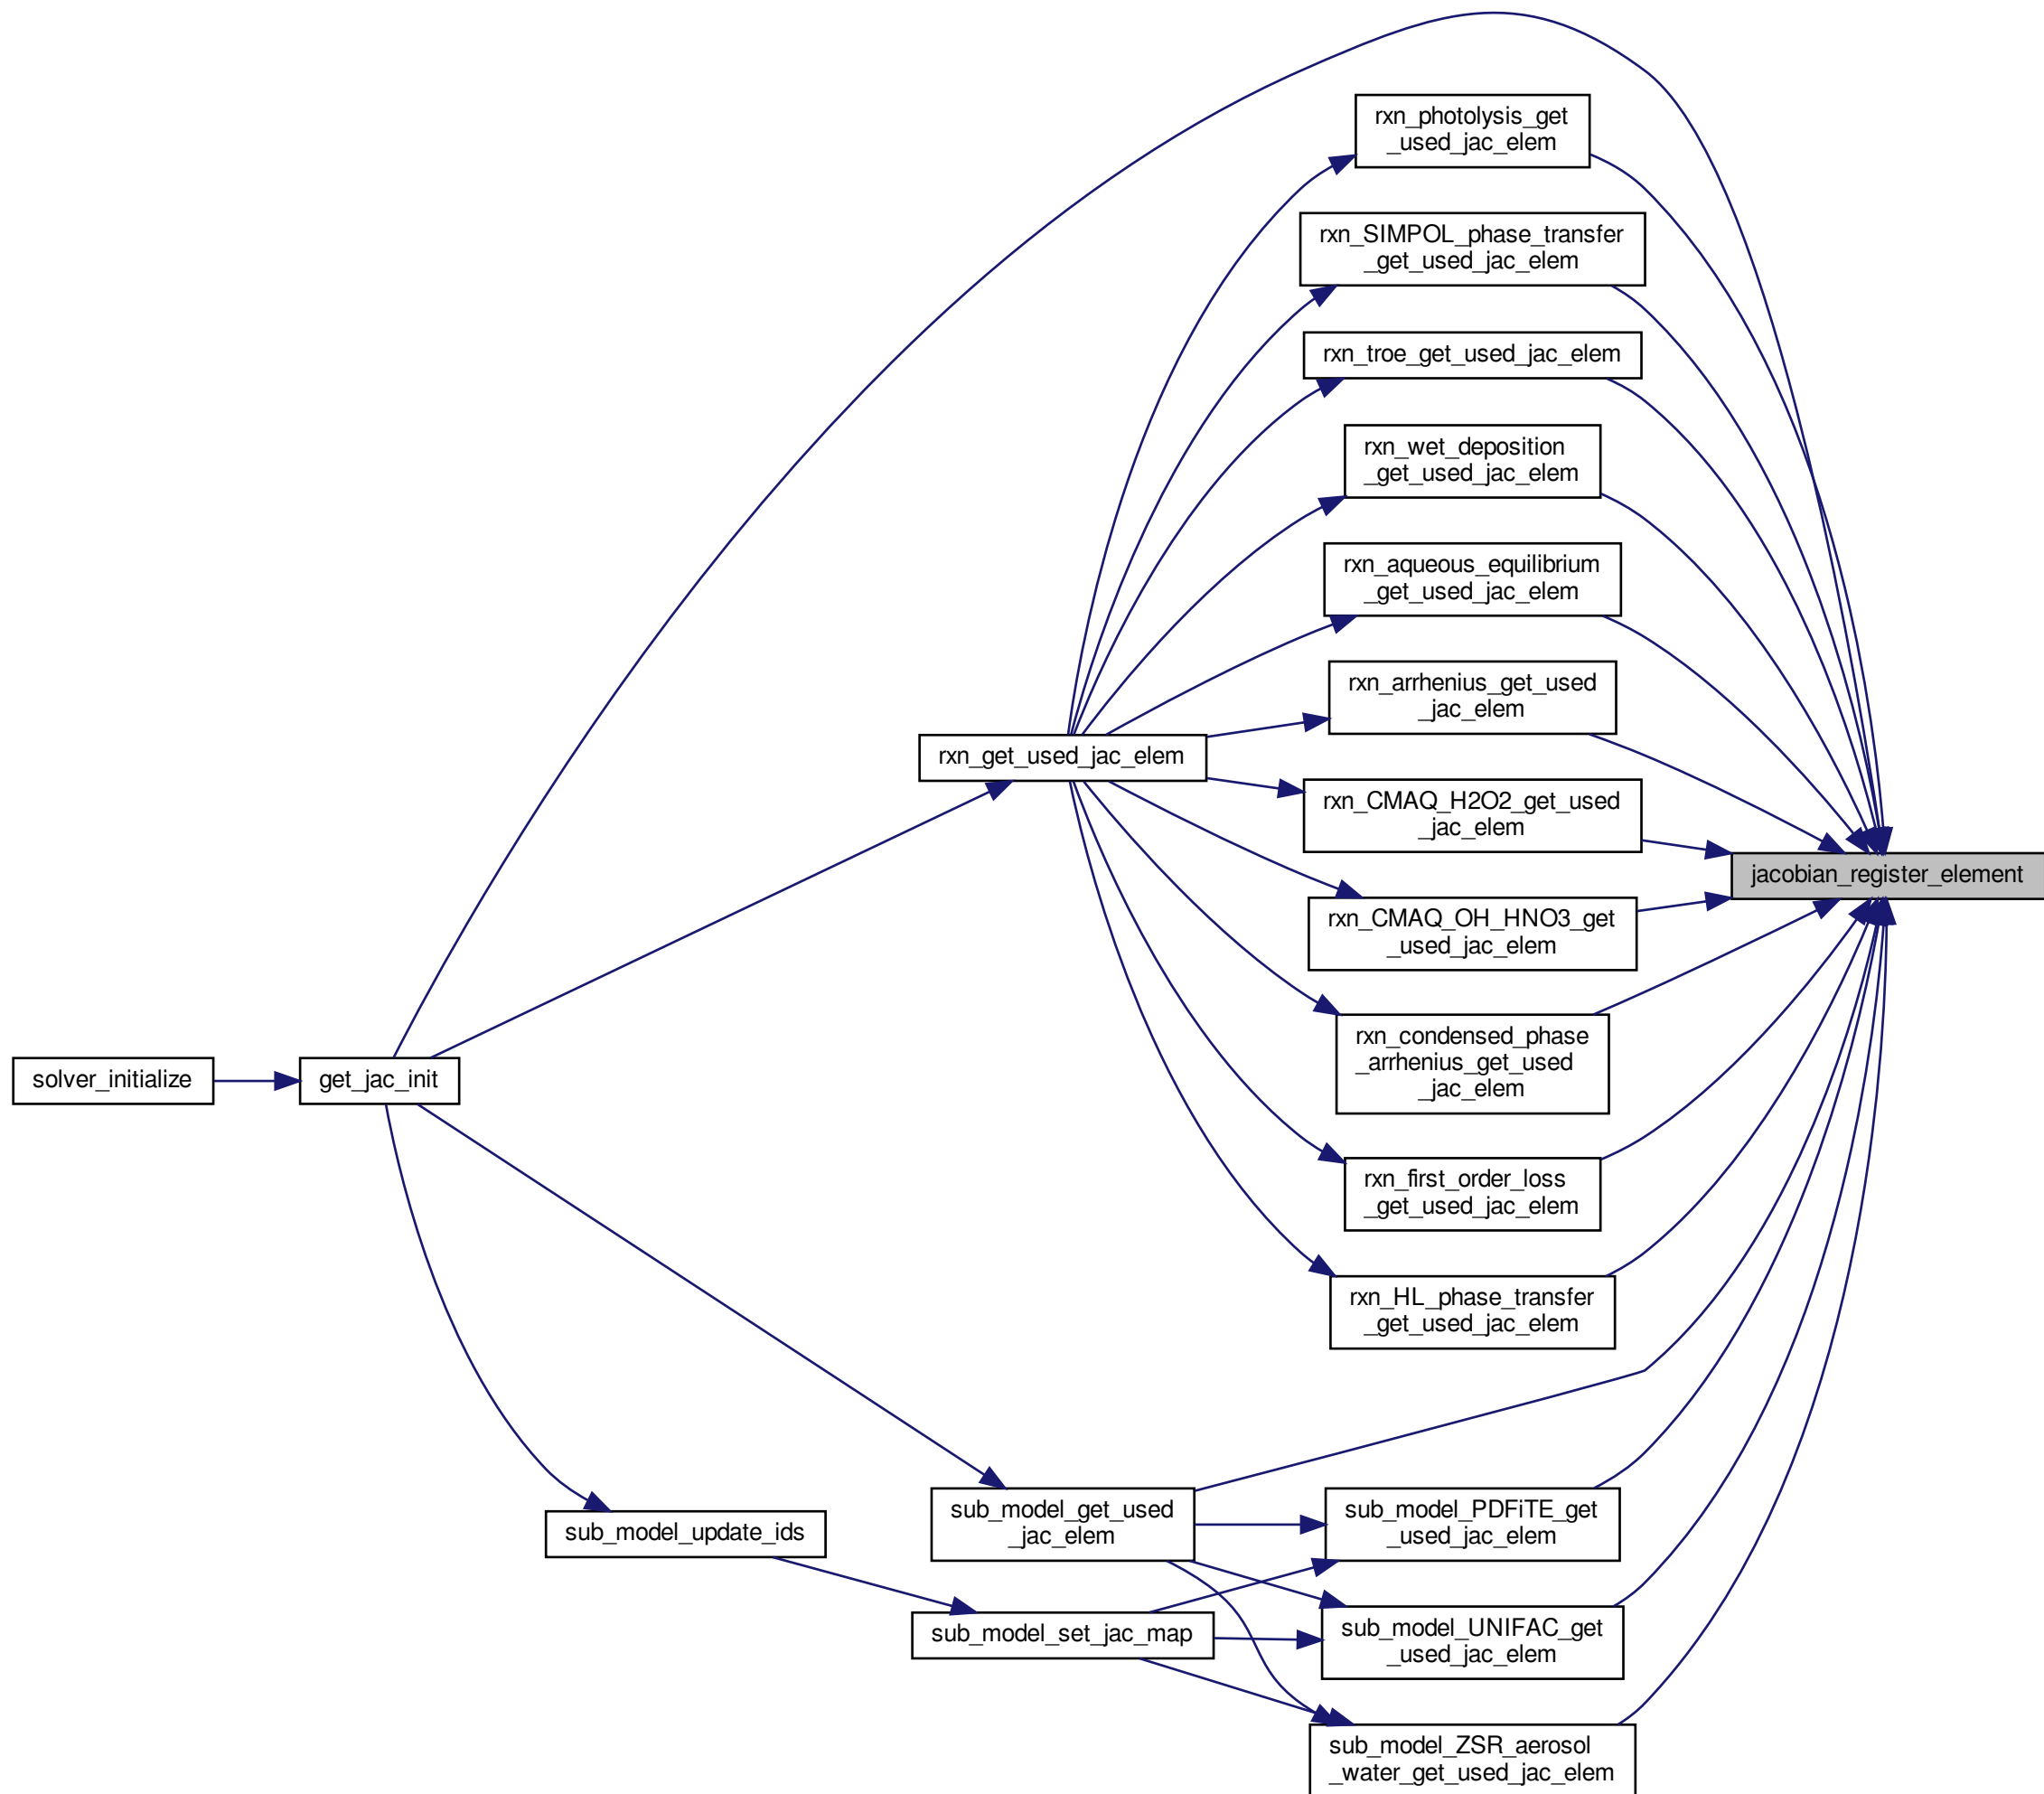 rxn_photolysis_get
_used_jac_elem
rxn_SIMPOL_phase_transfer
_get_used_jac_elem
rxn_troe_get_used_jac_elem
rxn_wet_deposition
_get_used_jac_elem
rxn_aqueous_equilibrium
_get_used_jac_elem
rxn_arrhenius_get_used
_jac_elem
rxn_get_used_jac_elem
rxn_CMAQ_H2O2_get_used
_jac_elem
jacobian_register_element
rxn_CMAQ_OH_HNO3_get
_used_jac_elem
rxn_condensed_phase
_arrhenius_get_used
_jac_elem
solver_initialize
get_jac_init
rxn_first_order_loss
_get_used_jac_elem
rxn_HL_phase_transfer
_get_used_jac_elem
sub_model_get_used
_jac_elem
sub_model_PDFiTE_get
_used_jac_elem
sub_model_update_ids
sub_model_set_jac_map
sub_model_UNIFAC_get
_used_jac_elem
sub_model_ZSR_aerosol
_water_get_used_jac_elem